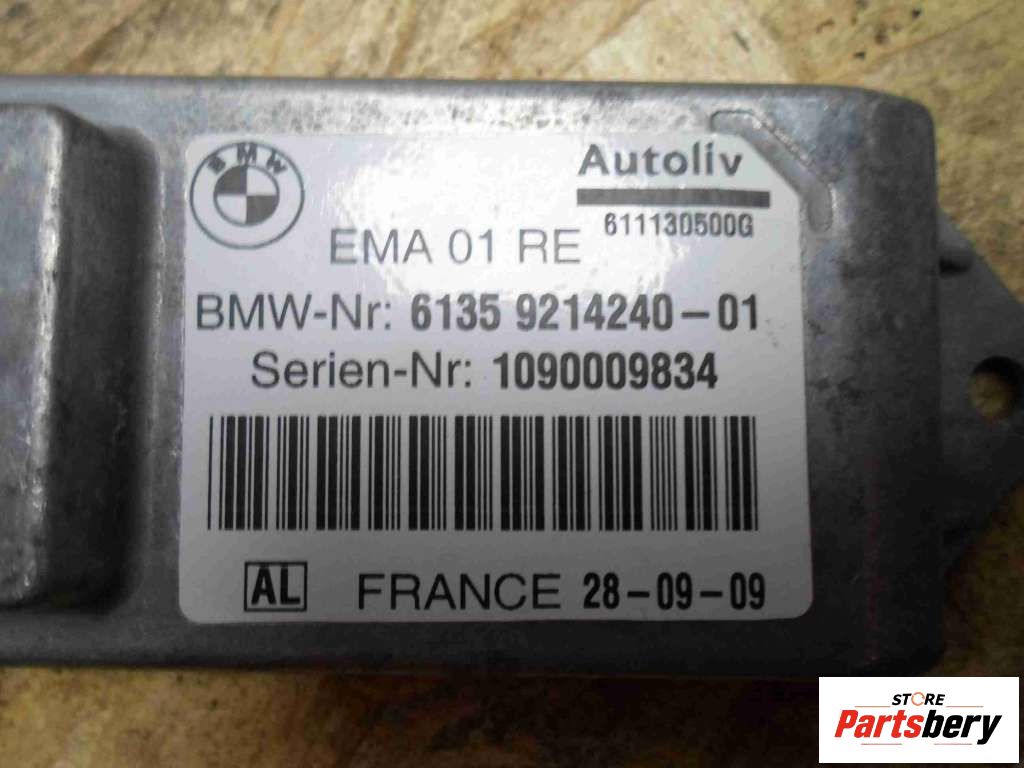 BMW
Autoliv
611130500G
EMA 01 RE
BMW-Nr: 6135 9214240-01
Serien-Nr: 1090009834
AL FRANCE 28-09-09
STORE
Partsbery